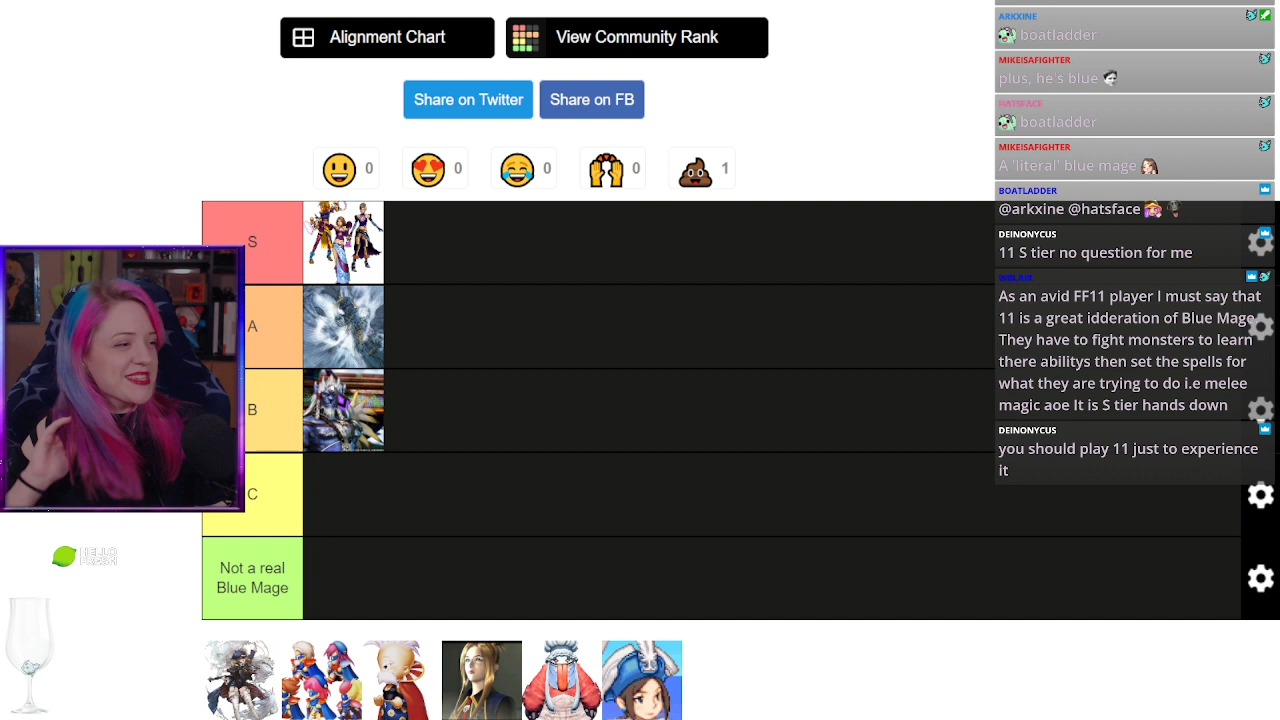 Alignment Chart
View Community Rank
Share on Twitter
Share on FB
0
0
0
0
1
S
A
B
C
Not a real
Blue Mage
HELLO
FRESH
ARKXINE
boatladder
MIKEISAFIGHTER
plus, he's blue
HATSFACE
boatladder
MIKEISAFIGHTER
A 'literal' blue mage
BOATLADDER
@arkxine @hatsface
DEINONYCUS
11 S tier no question for me
As an avid FF11 player I must say that
11 is a great idderation of Blue Mage
They have to fight monsters to learn
there abilitys then set the spells for
what they are trying to do i.e melee
magic aoe It is S tier hands down
DEINONYCUS
you should play 11 just to experience
it